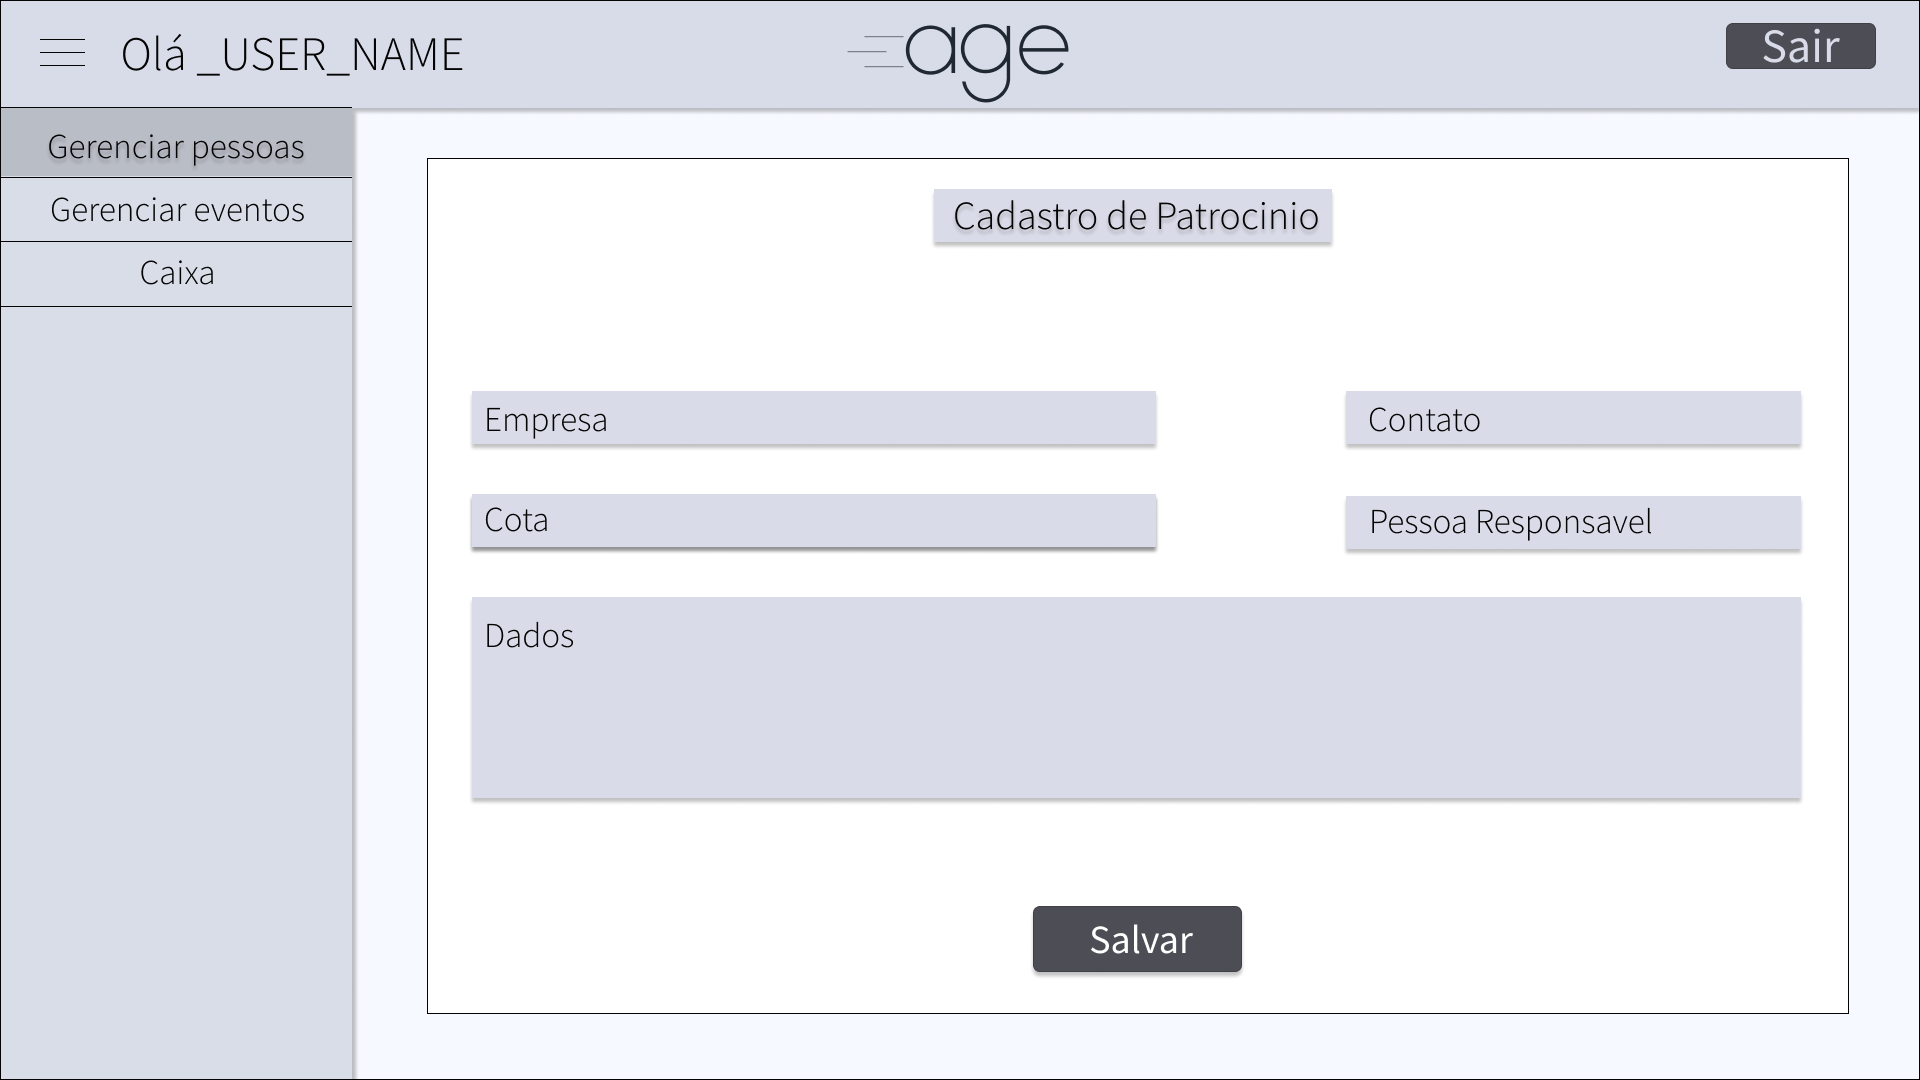 Olá _USER_NAME
age
Sair
Gerenciar pessoas
Gerenciar eventos
Caixa
Cadastro de Patrocinio
Empresa
Contato
Cota
Pessoa Responsavel
Dados
Salvar